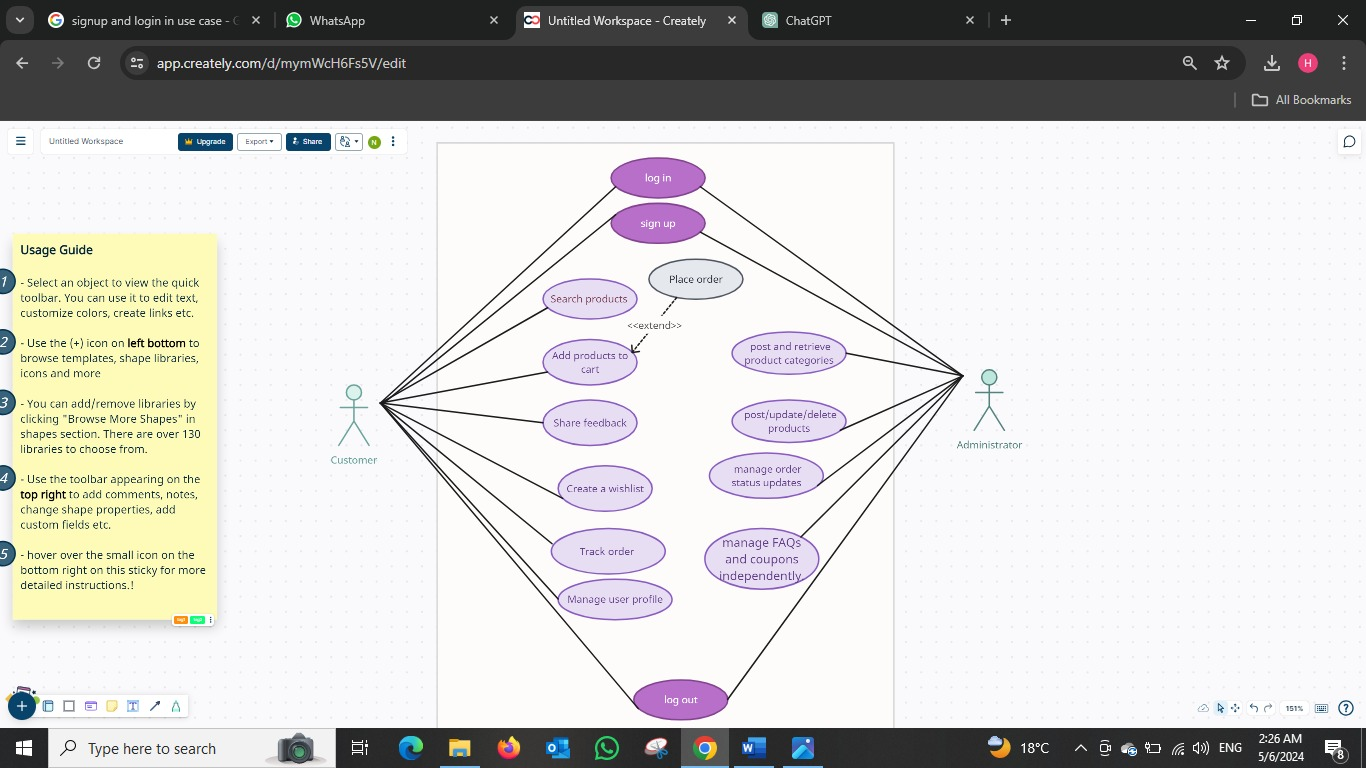 signup and login in use case - G
WhatsApp
Untitled Workspace - Creately
ChatGPT
app.creately.com/d/mymWcH6Fs5V/edit
H
All Bookmarks
Untitled Workspace
Upgrade
Export
Share
N
Usage Guide
1 - Select an object to view the quick
toolbar. You can use it to edit text,
customize colors, create links etc.
2 - Use the (+) icon on left bottom to
browse templates, shape libraries,
icons and more
3 - You can add/remove libraries by
clicking "Browse More Shapes" in
shapes section. There are over 130
libraries to choose from.
4 - Use the toolbar appearing on the
top right to add comments, notes,
change shape properties, add
custom fields etc.
5 - hover over the small icon on the
bottom right on this sticky for more
detailed instructions.!
log in
sign up
Place order
Search products
<<extend>>
Add products to
cart
Share feedback
Create a wishlist
Track order
Manage user profile
post and retrieve
product categories
post/update/delete
products
manage order
status updates
manage FAQs
and coupons
independently
log out
Customer
Administrator
151%
Type here to search
18°C
ENG
2:26 AM
5/6/2024
8